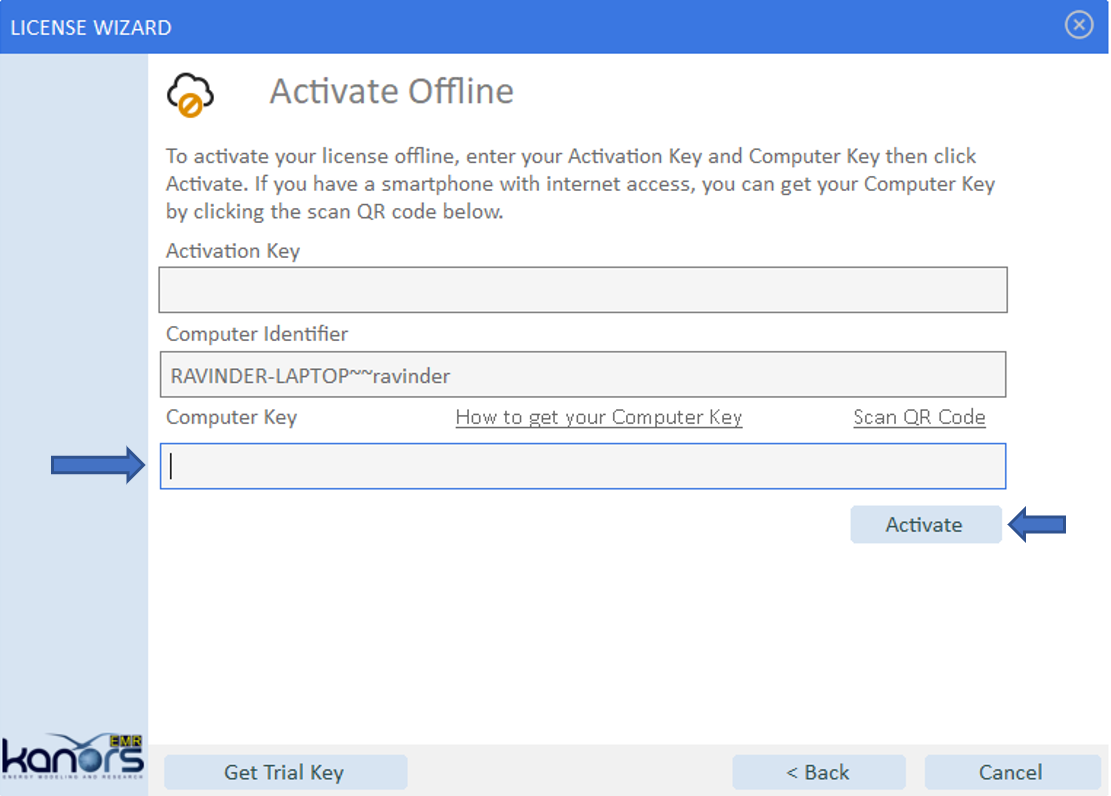 LICENSE WIZARD
Activate Offline
To activate your license offline, enter your Activation Key and Computer Key then click
Activate. If you have a smartphone with internet access, you can get your Computer Key
by clicking the scan QR code below.
Activation Key
Computer Identifier
RAVINDER-LAPTOP~~ravinder
Computer Key How to get your Computer Key Scan QR Code
Activate
EMR
kanors
ENERGY MODELING AND RESEARCH
Get Trial Key < Back Cancel